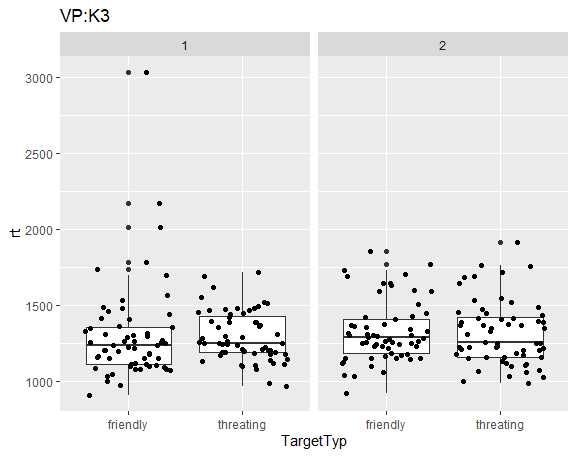 VP:K3
1 2
3000
2500
2000
1500
1000
rt
friendly threating friendly threating
TargetTyp